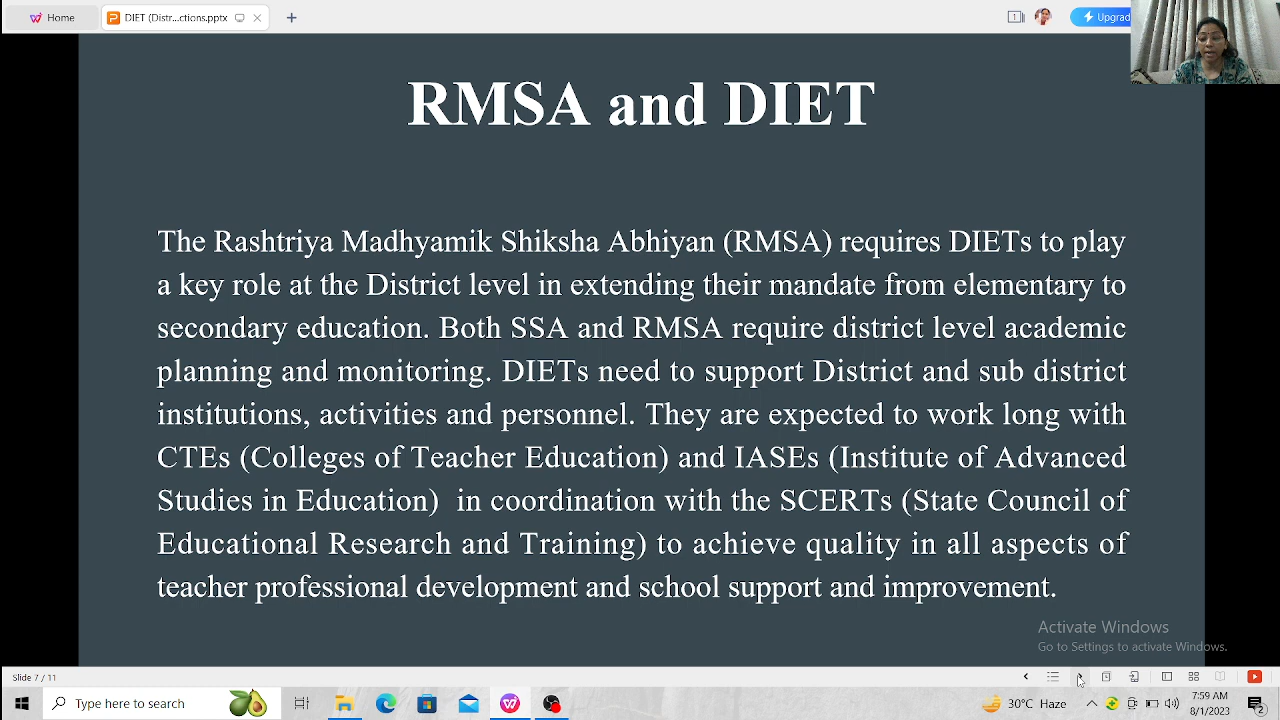 Home
DIET (Distr...ctions.pptx
1
Upgrad
RMSA and DIET
The Rashtriya Madhyamik Shiksha Abhiyan (RMSA) requires DIETs to play
a key role at the District level in extending their mandate from elementary to
secondary education. Both SSA and RMSA require district level academic
planning and monitoring. DIETs need to support District and sub district
institutions, activities and personnel. They are expected to work long with
CTEs (Colleges of Teacher Education) and IASEs (Institute of Advanced
Studies in Education) in coordination with the SCERTs (State Council of
Educational Research and Training) to achieve quality in all aspects of
teacher professional development and school support and improvement.
Activate Windows
Go to Settings to activate Windows.
Slide 7 / 11
Type here to search
30°C Haze
7:59 AM
8/1/2023
2